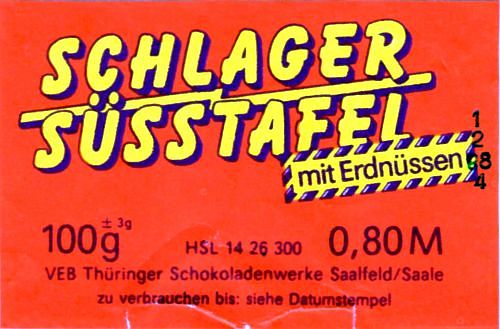 SCHLAGER
SÜSSTAFEL
mit Erdnüssen
1
2
4
100g ± 3g
HSL 14 26 300
0,80 M
VEB Thüringer Schokoladenwerke Saalfeld/Saale
zu verbrauchen bis: siehe Datumstempel